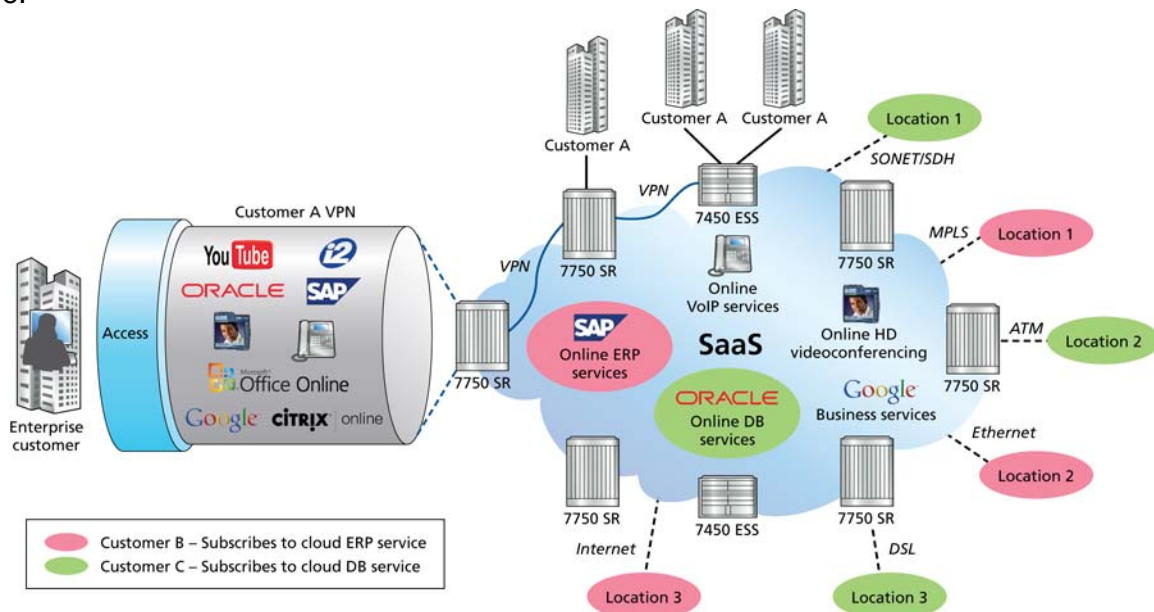 Customer A
Customer A
Customer A
Location 1
SONET/SDH
Customer A VPN
VPN
7450 ESS
MPLS
Location 1
YouTube
i2
7750 SR
7750 SR
VPN
Online
VoIP services
ORACLE
SAP
Access
SAP
Online ERP
services
SaaS
Online HD
videoconferencing
ATM
Location 2
7750 SR
7750 SR
Microsoft
Office Online
ORACLE
Online DB
services
Google
Business services
Google
CiTRIX online
Enterprise
customer
Ethernet
Location 2
7750 SR
7450 ESS
7750 SR
Internet
DSL
Location 3
Location 3
Customer B – Subscribes to cloud ERP service
Customer C – Subscribes to cloud DB service